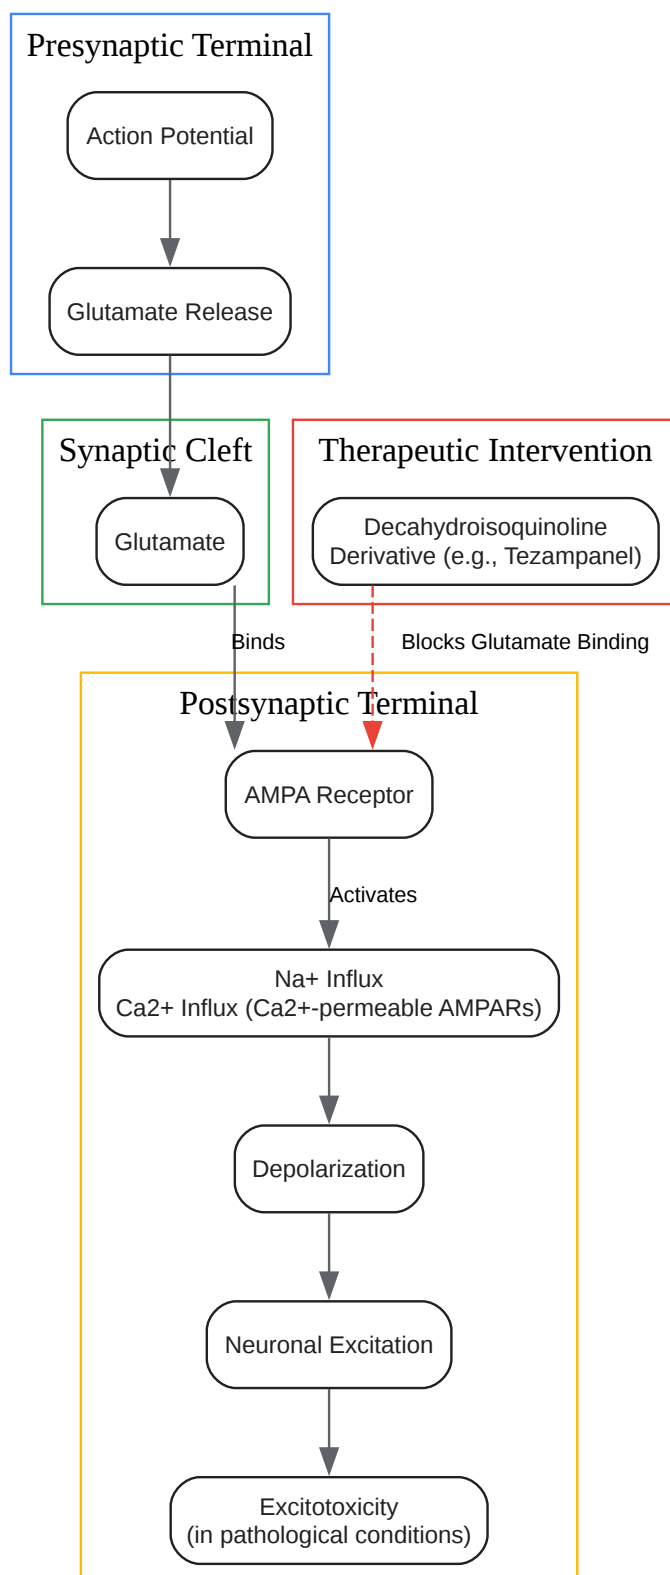 Presynaptic Terminal
Action Potential
Glutamate Release
Synaptic Cleft
Glutamate
Therapeutic Intervention
Decahydroisoquinoline
Derivative (e.g., Tezampanel)
Binds
Blocks Glutamate Binding
Postsynaptic Terminal
AMPA Receptor
Activates
Na+ Influx
Ca2+ Influx (Ca2+-permeable AMPARs)
Depolarization
Neuronal Excitation
Excitotoxicity
(in pathological conditions)